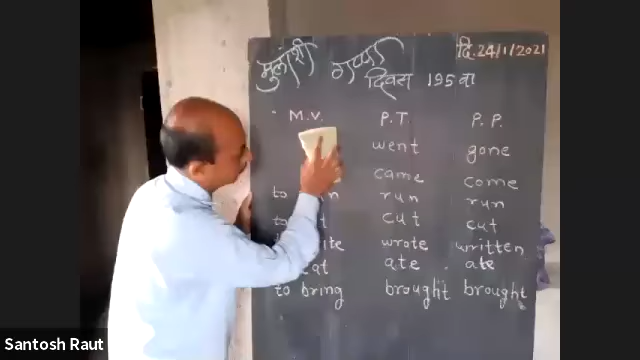 मुलांशी गप्पा
दि. 24/1/2021
दिवस 195 वा
M.V. P.T. P.P.
went gone
came come
run run
cut cut
wrote written
ate ate
to bring brought brought
Santosh Raut